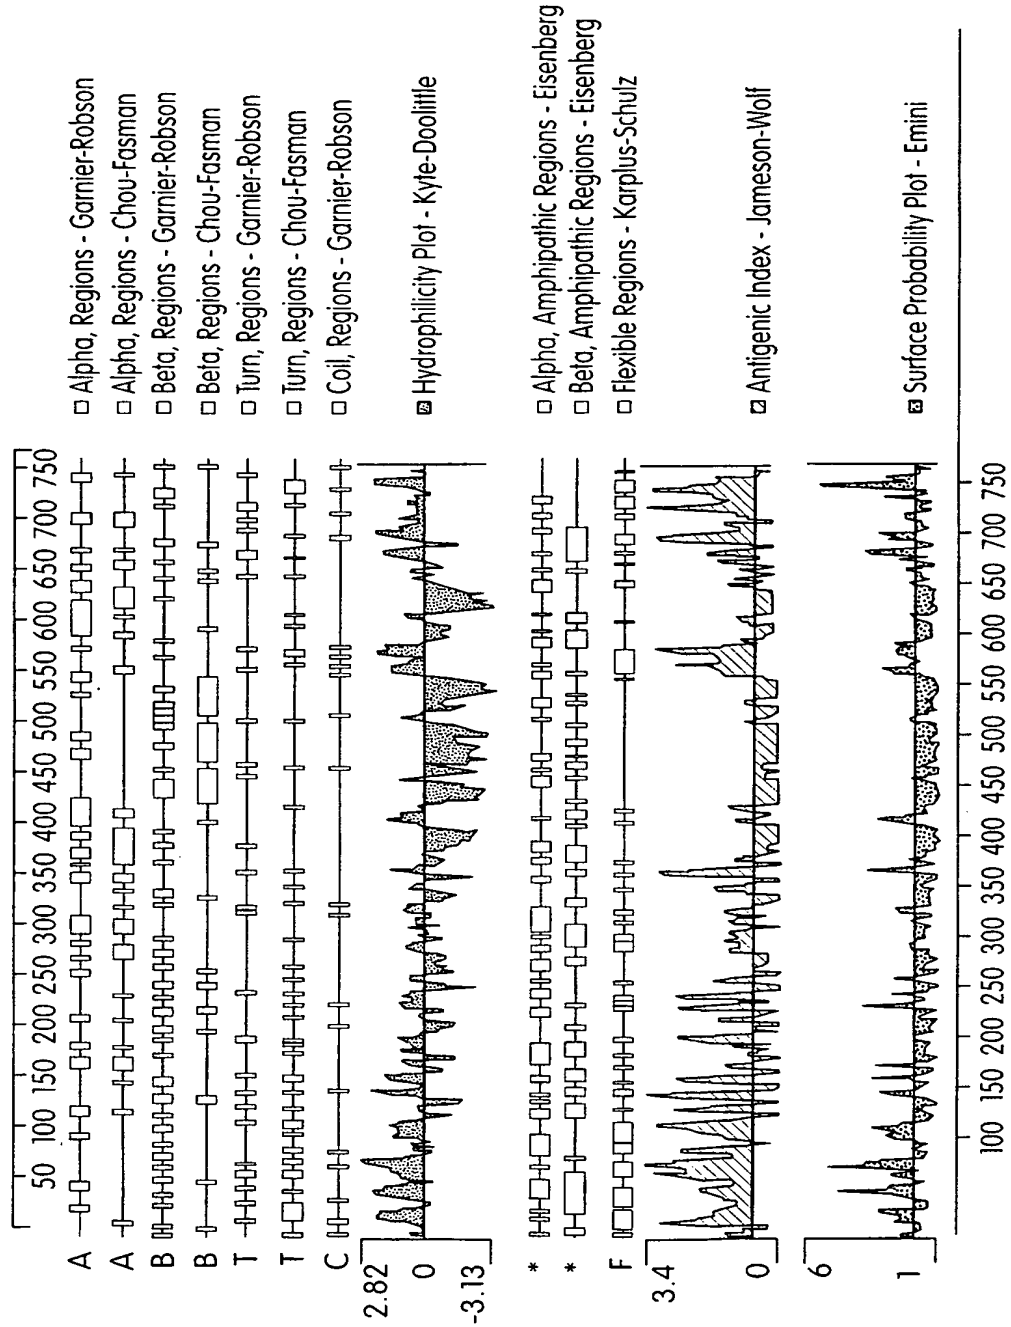 50 100 150 200 250 300 350 400 450 500 550 600 650 700 750
A □ Alpha, Regions - Garnier-Robson
A □ Alpha, Regions - Chou-Fasman
B □ Beta, Regions - Garnier-Robson
B □ Beta, Regions - Chou-Fasman
T □ Turn, Regions - Garnier-Robson
T □ Turn, Regions - Chou-Fasman
C □ Coil, Regions - Garnier-Robson
2.82
0
-3.13
Hydrophilicity Plot - Kyte-Doolittle
* □ Alpha, Amphipathic Regions - Eisenberg
* □ Beta, Amphipathic Regions - Eisenberg
F □ Flexible Regions - Karplus-Schulz
3.4
0
Antigenic Index - Jameson-Wolf
6
1
Surface Probability Plot - Emini
100 150 200 250 300 350 400 450 500 550 600 650 700 750